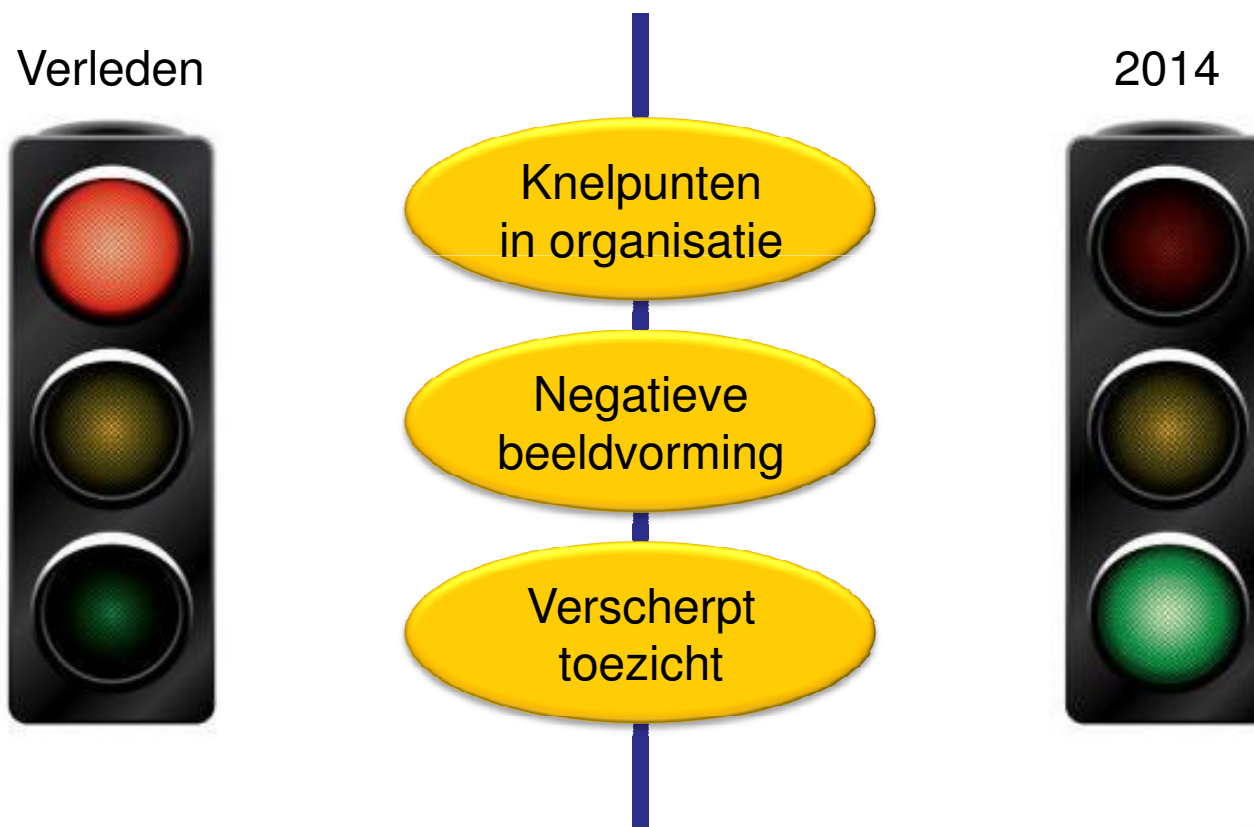 Verleden
2014
Knelpunten
in organisatie
Negatieve
beeldvorming
Verscherpt
toezicht